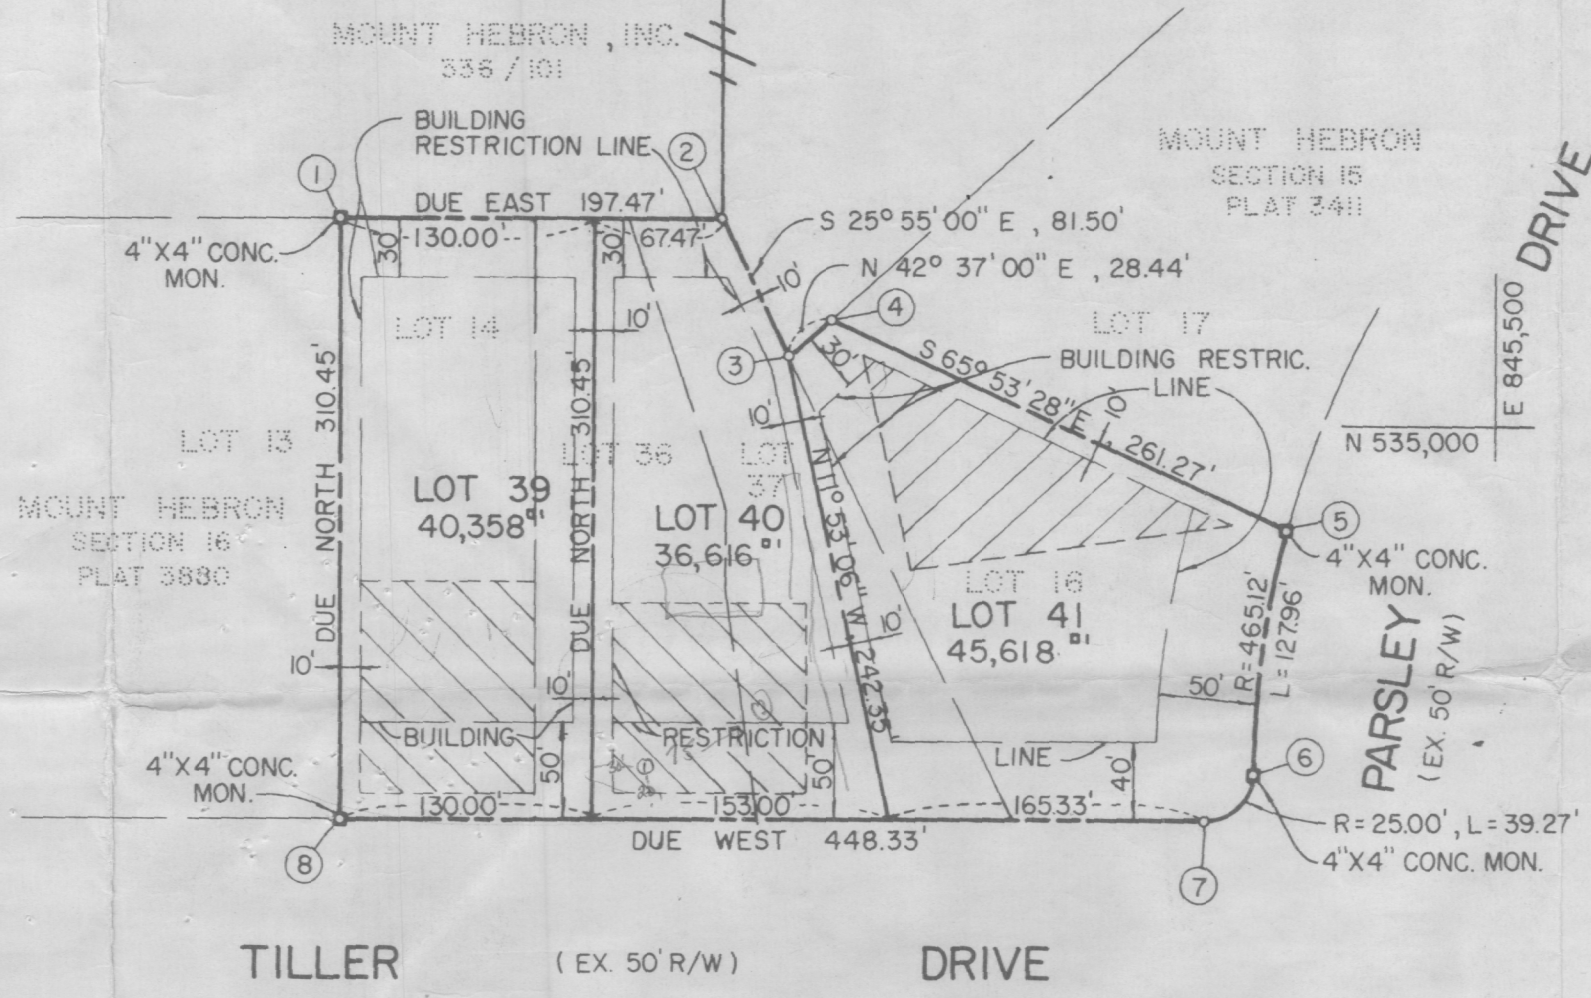 MOUNT HEBRON, INC.
336 / 101
BUILDING
RESTRICTION LINE
2
1
DUE EAST 197.47'
130.00'
67.47'
30'
30'
4"X4" CONC.
MON.
S 25° 55' 00" E , 81.50'
N 42° 37' 00" E , 28.44'
MOUNT HEBRON
SECTION 15
PLAT 3411
DRIVE
E 845,500
N 535,000
10'
4
3
30'
LOT 14
10'
LOT 17
BUILDING RESTRIC.
LINE
S 65° 53' 28" E , 261.27'
10'
10'
DUE NORTH 310.45'
DUE NORTH 310.45'
LOT 13
MOUNT HEBRON
SECTION 16
PLAT 3880
LOT 39
40,358
LOT 36
LOT
37
LOT 40
36,616
N 11° 53' 06" W, 242.35'
LOT 16
LOT 41
45,618
10'
5
4"X4" CONC.
MON.
R=465.12'
L=127.96'
PARSLEY
(EX. 50' R/W)
10'
10'
50'
BUILDING
RESTRICTION
LINE
50'
50'
40'
4"X4" CONC.
MON.
6
130.00'
153.00'
165.33'
DUE WEST 448.33'
R=25.00', L=39.27'
4"X4" CONC. MON.
8
7
TILLER (EX. 50' R/W) DRIVE